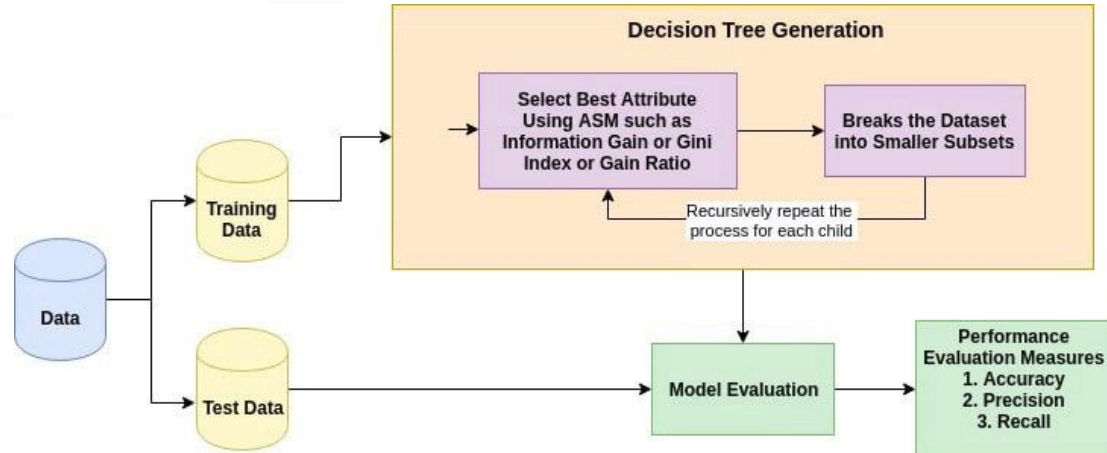 Decision Tree Generation
Select Best Attribute
Using ASM such as
Information Gain or Gini
Index or Gain Ratio
Breaks the Dataset
into Smaller Subsets
Recursively repeat the
process for each child
Training
Data
Data
Test Data
Model Evaluation
Performance
Evaluation Measures
1. Accuracy
2. Precision
3. Recall